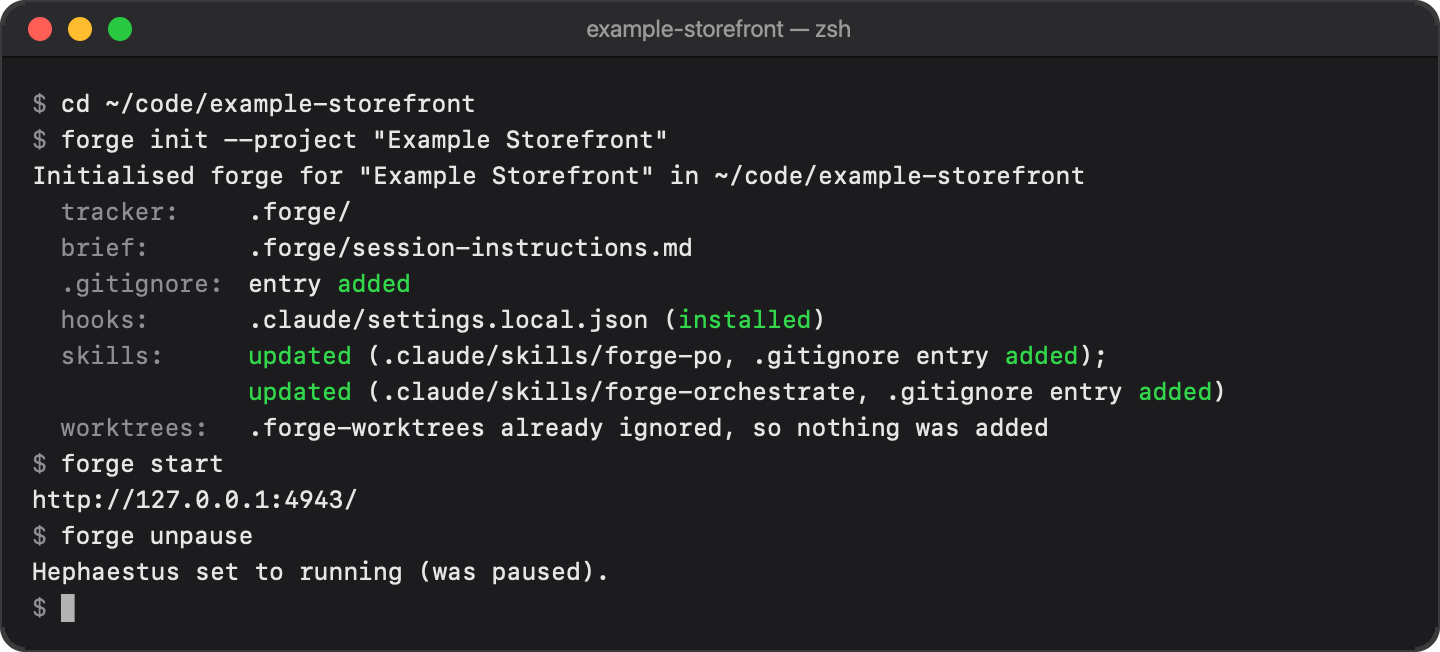 example-storefront — zsh
$ cd ~/code/example-storefront
$ forge init --project "Example Storefront"
Initialised forge for "Example Storefront" in ~/code/example-storefront
  tracker:     .forge/
  brief:       .forge/session-instructions.md
  .gitignore:  entry added
  hooks:       .claude/settings.local.json (installed)
  skills:      updated (.claude/skills/forge-po, .gitignore entry added);
               updated (.claude/skills/forge-orchestrate, .gitignore entry added)
  worktrees:   .forge-worktrees already ignored, so nothing was added
$ forge start
http://127.0.0.1:4943/
$ forge unpause
Hephaestus set to running (was paused).
$